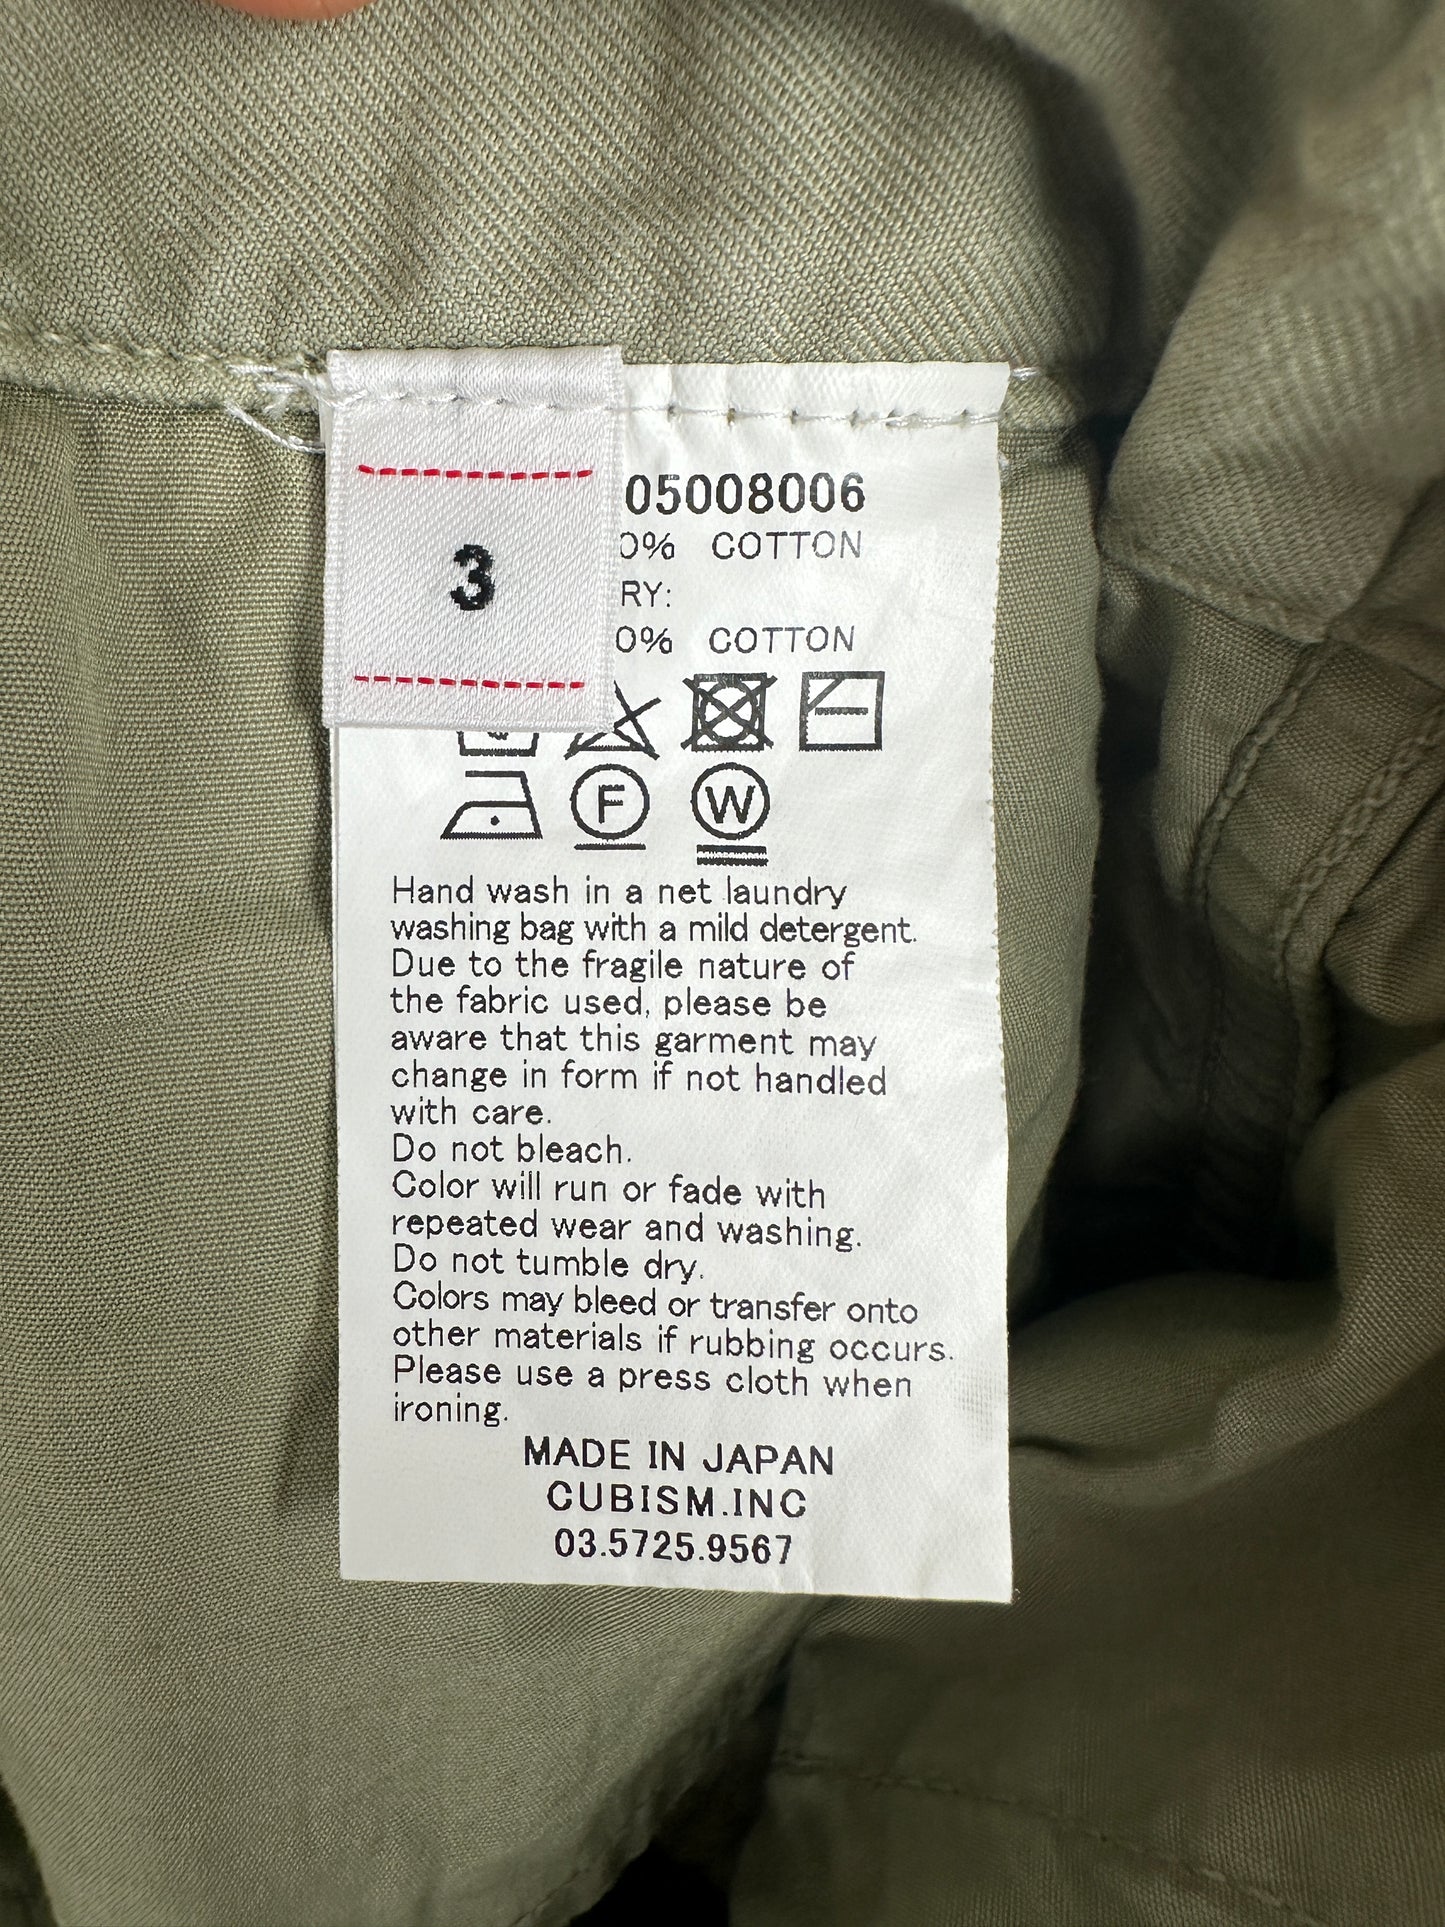 3
05008006
0% COTTON
RY:
0% COTTON
F W
Hand wash in a net laundry
washing bag with a mild detergent.
Due to the fragile nature of
the fabric used, please be
aware that this garment may
change in form if not handled
with care.
Do not bleach.
Color will run or fade with
repeated wear and washing.
Do not tumble dry.
Colors may bleed or transfer onto
other materials if rubbing occurs.
Please use a press cloth when
ironing.
MADE IN JAPAN
CUBISM.INC
03.5725.9567